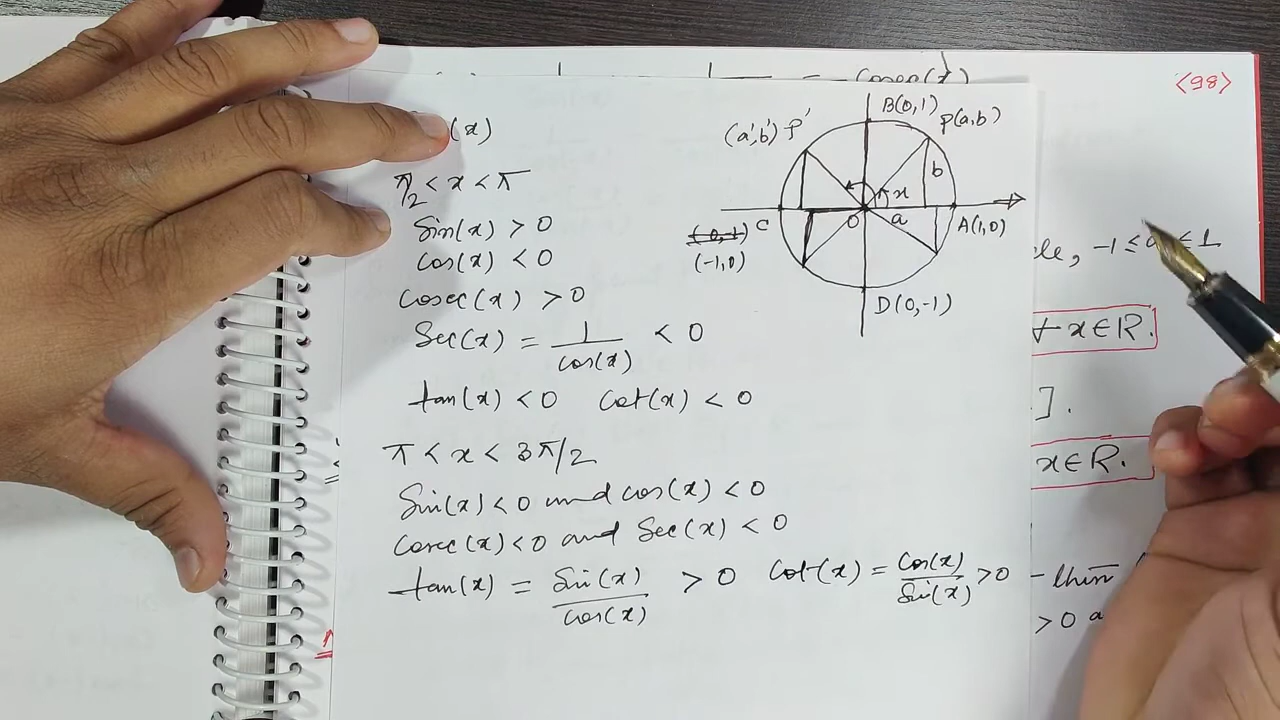 (x)
π/2 < x < π
Sin(x) > 0
cos(x) < 0
Cosec(x) > 0
Sec(x) = 1/cos(x) < 0
tan(x) < 0 Cot(x) < 0
π < x < 3π/2
Sin(x) < 0 and cos(x) < 0
Cosec(x) < 0 and Sec(x) < 0
tan(x) = Sin(x)/Cos(x) > 0 Cot(x) = Cos(x)/Sin(x) > 0
B(0,1)
P(a,b)
(a',b') P'
b
x
O
a
C
A(1,0)
(-1,0)
D(0,-1)
Cosec(x)
<98>
-1 ≤ a ≤ 1
x ∈ R.
].
x ∈ R.
> 0